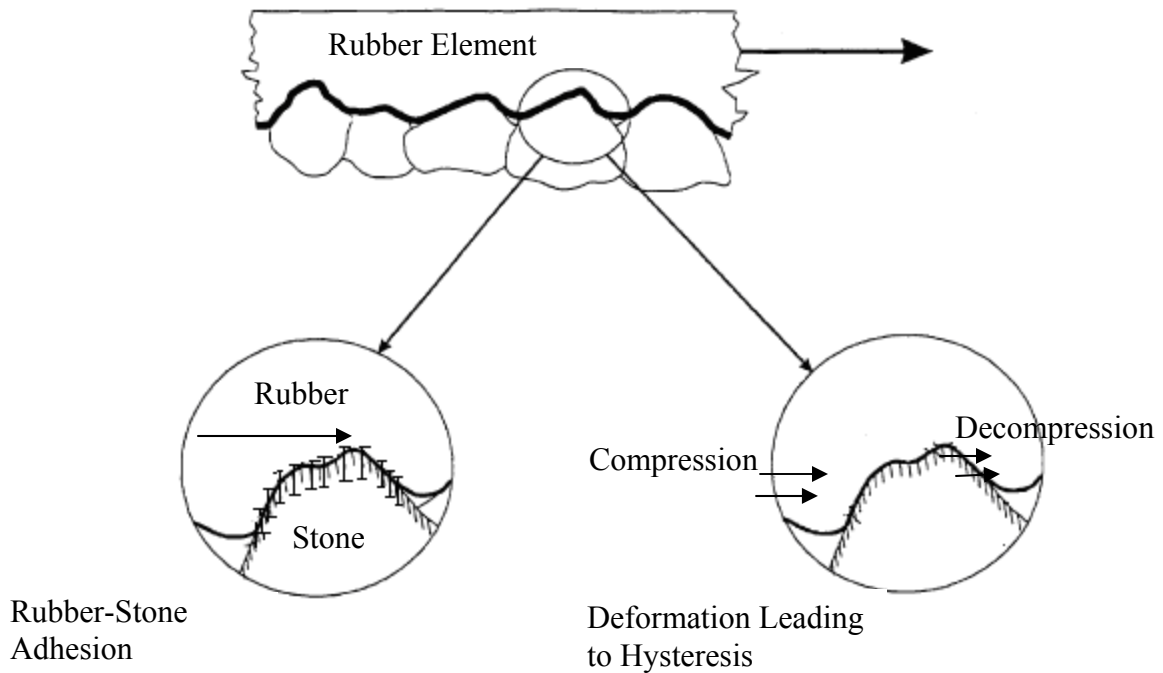 Rubber Element
Rubber
Stone
Rubber-Stone
Adhesion
Compression
Decompression
Deformation Leading
to Hysteresis